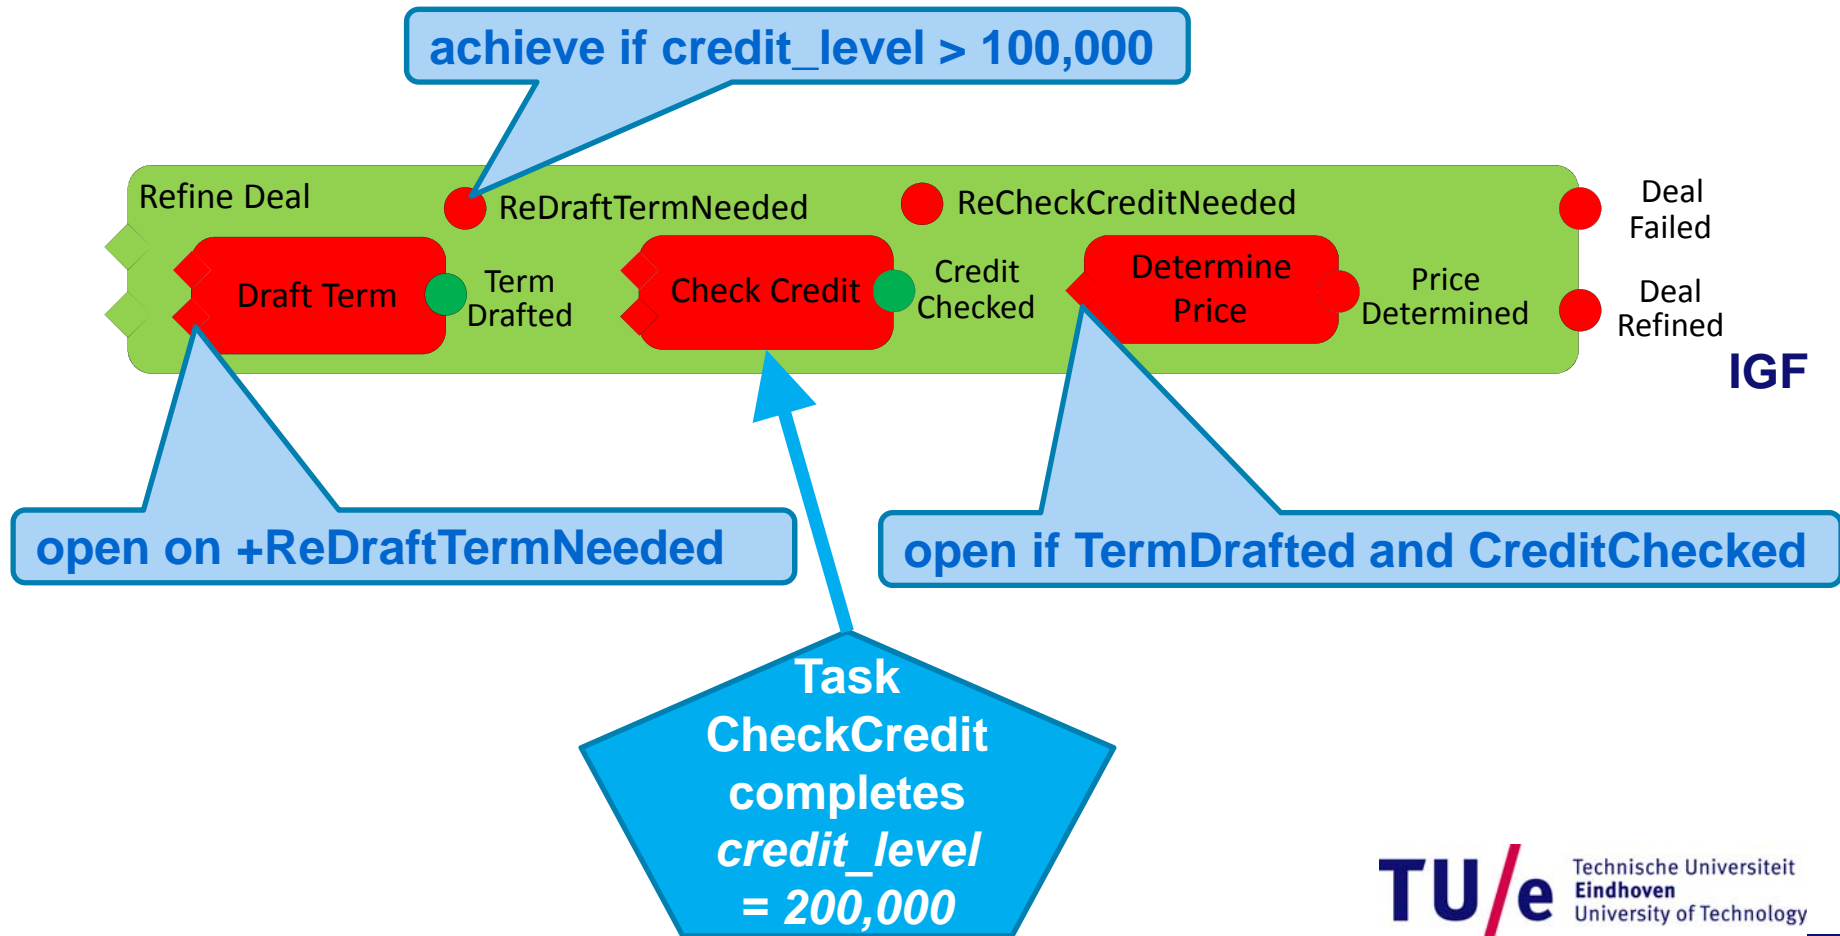 achieve if credit_level > 100,000
Refine Deal
ReDraftTermNeeded
ReCheckCreditNeeded
Deal
Failed
Draft Term
Term
Drafted
Check Credit
Credit
Checked
Determine
Price
Price
Determined
Deal
Refined
IGF
open on +ReDraftTermNeeded
open if TermDrafted and CreditChecked
Task
CheckCredit
completes
credit_level
= 200,000
TU/e
Technische Universiteit
Eindhoven
University of Technology